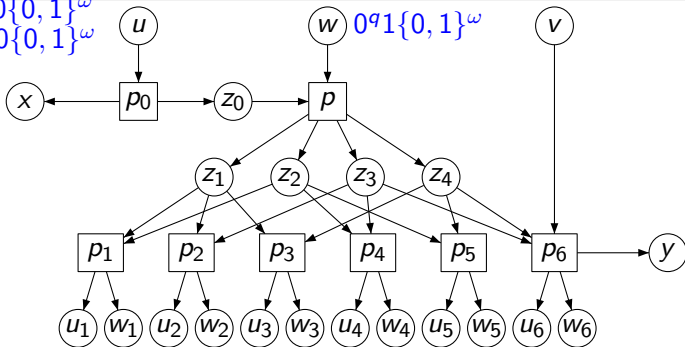 0{0, 1}^ω
0{0, 1}^ω
u w 0^q1{0, 1}^ω v
x p_0 z_0 p
z_1 z_2 z_3 z_4
p_1 p_2 p_3 p_4 p_5 p_6 y
u_1 w_1 u_2 w_2 u_3 w_3 u_4 w_4 u_5 w_5 u_6 w_6